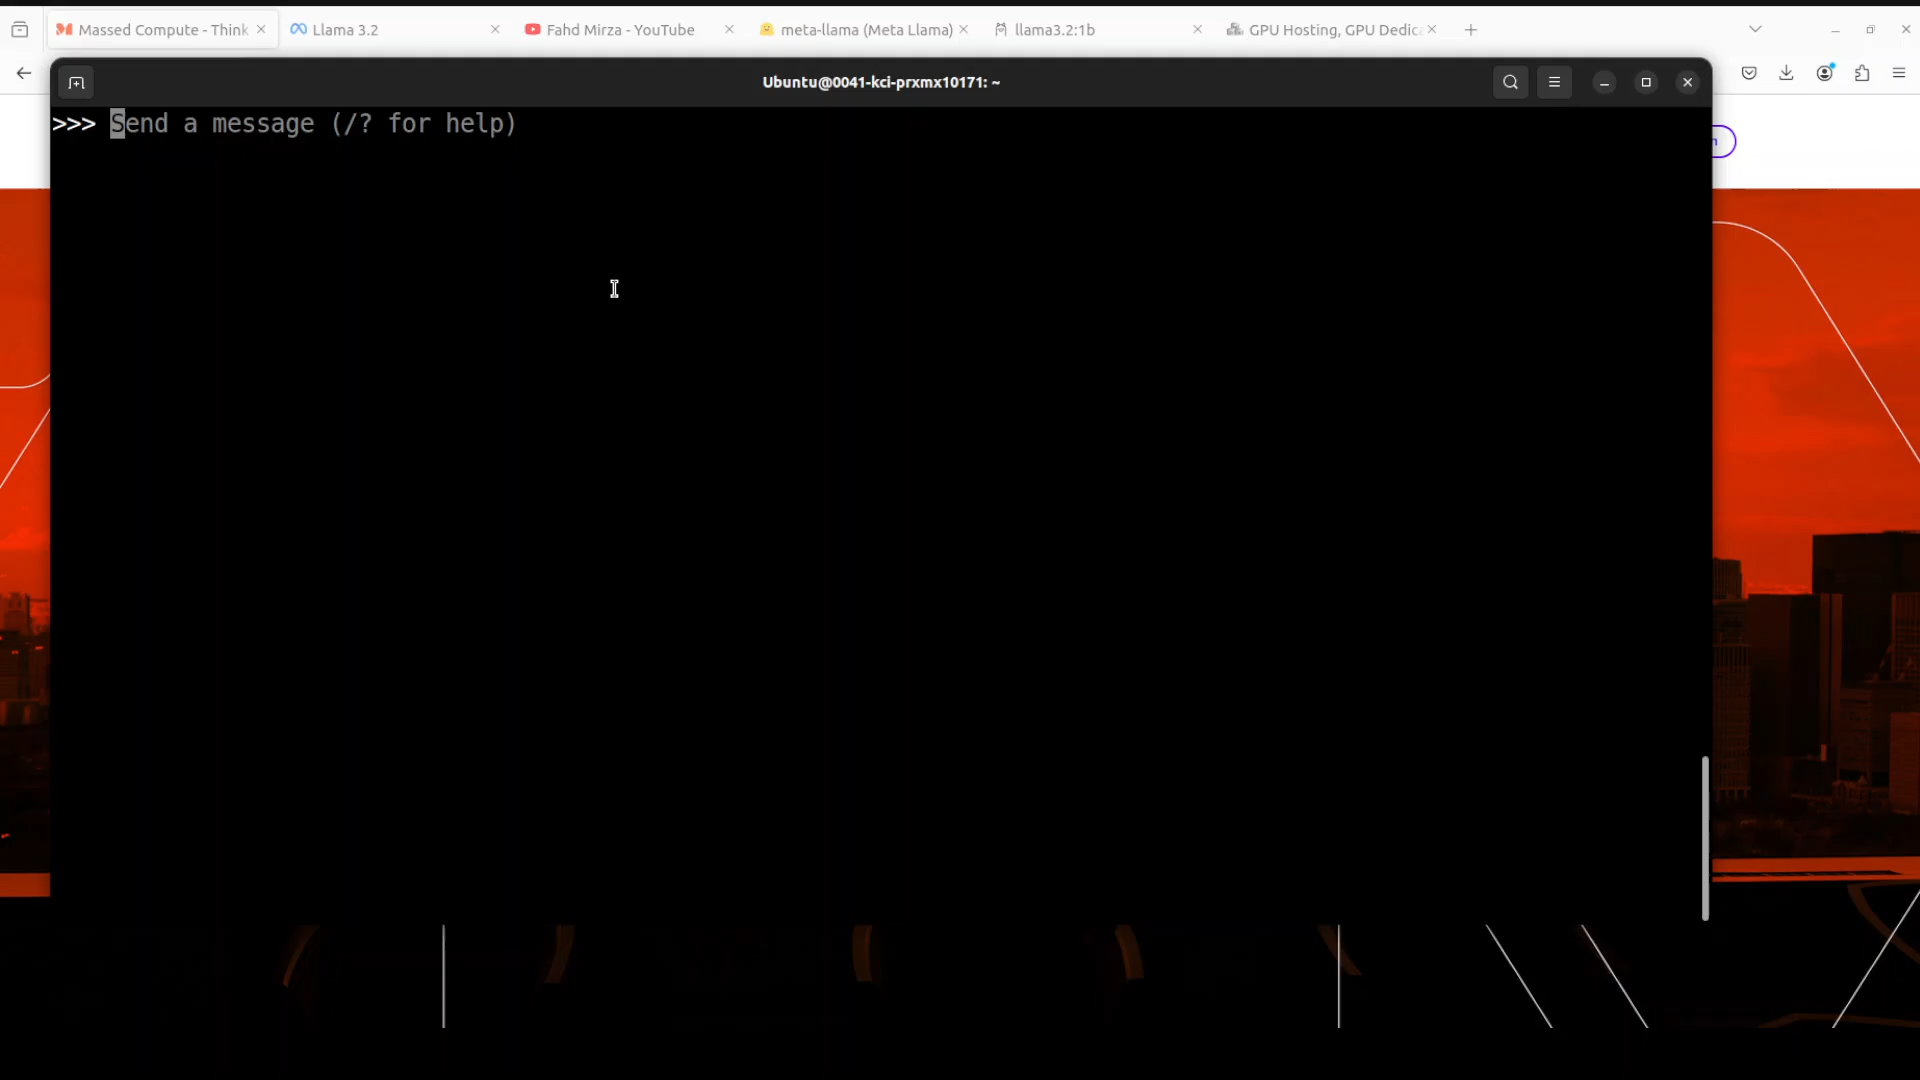 Massed Compute - Think
Llama 3.2
Fahd Mirza - YouTube
meta-llama (Meta Llama)
llama3.2:1b
GPU Hosting, GPU Dedic
Ubuntu@0041-kci-prxmx10171: ~
>>> Send a message (/? for help)
n